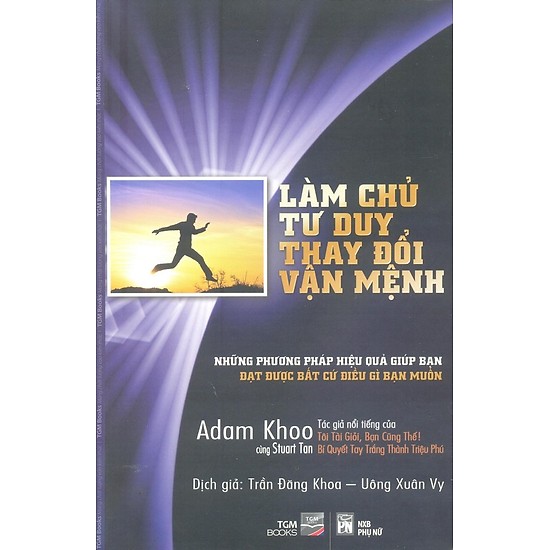 LÀM CHỦ
TƯ DUY
THAY ĐỔI
VẬN MỆNH
NHỮNG PHƯƠNG PHÁP HIỆU QUẢ GIÚP BẠN
ĐẠT ĐƯỢC BẤT CỨ ĐIỀU GÌ BẠN MUỐN
Adam Khoo
cùng Stuart Tan
Tác giả nổi tiếng của
Tôi Tài Giỏi, Bạn Cũng Thế!
Bí Quyết Tay Trắng Thành Triệu Phú
Dịch giả: Trần Đăng Khoa – Uông Xuân Vy
TGM
BOOKS
TGM
PN
NXB
PHỤ NỮ